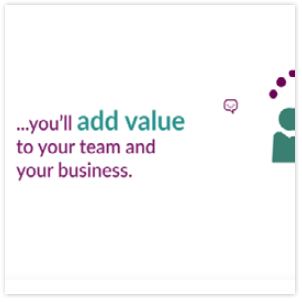 ...you'll add value
to your team and
your business.